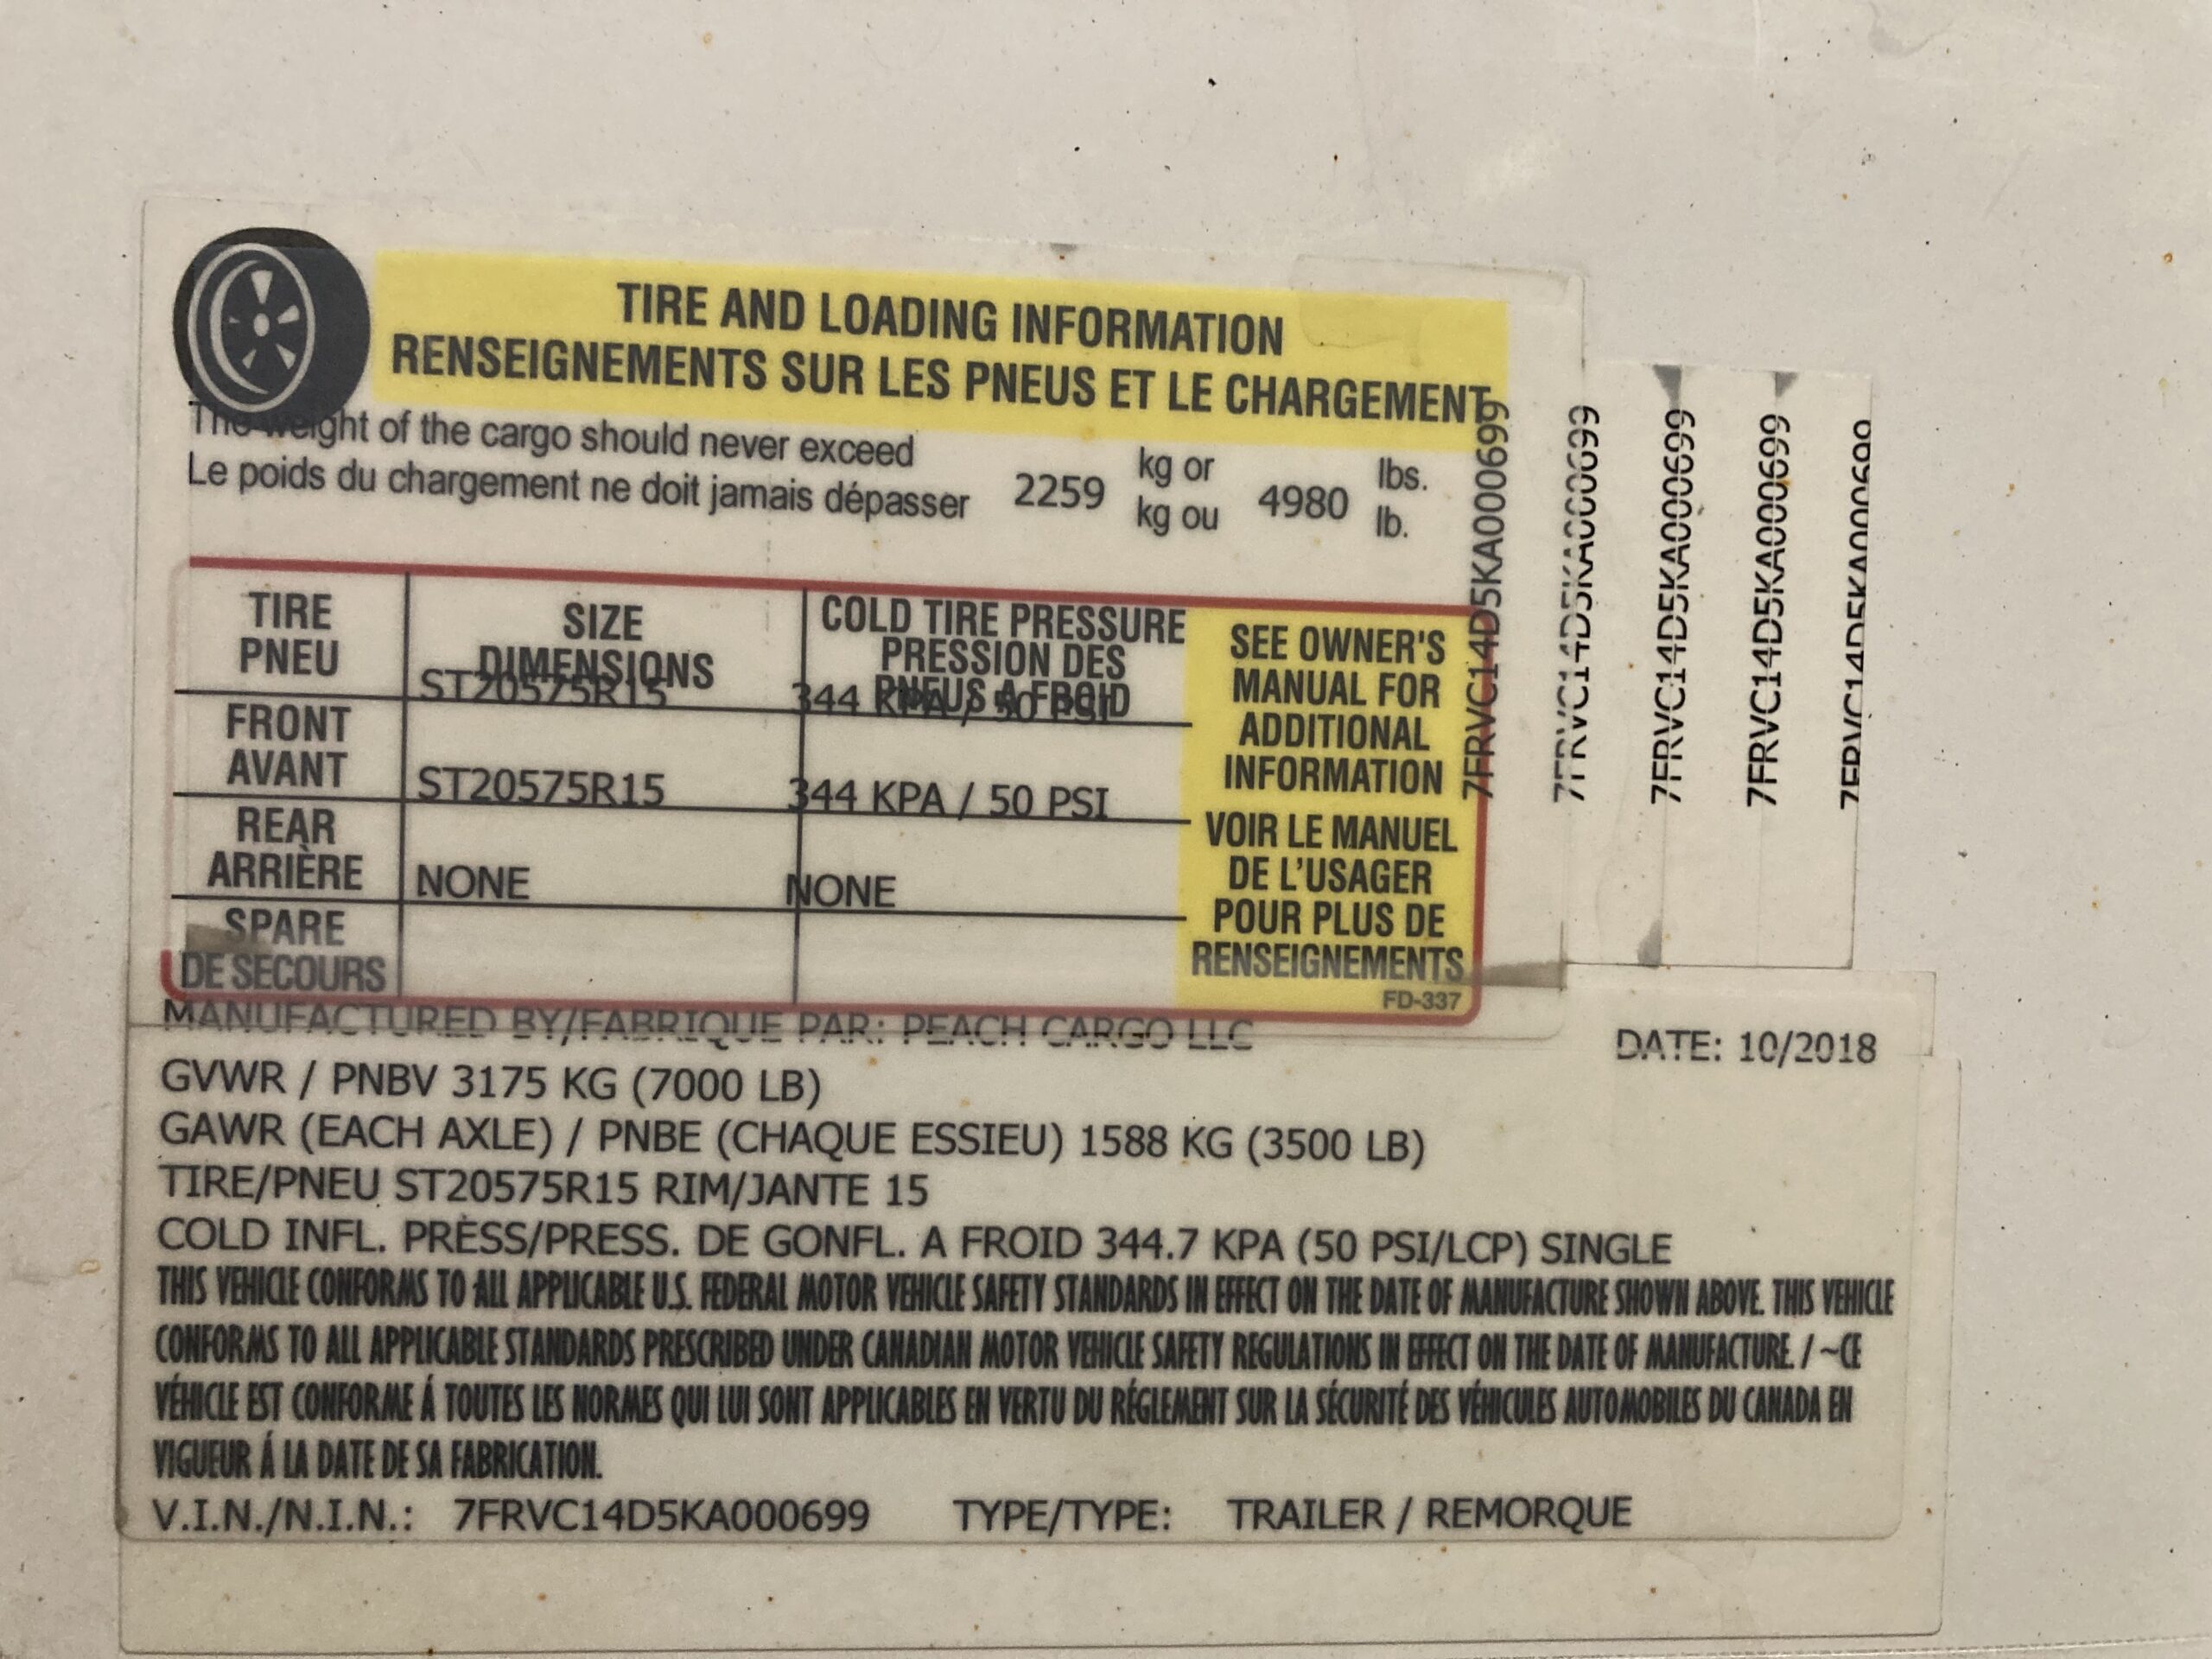 TIRE AND LOADING INFORMATION
RENSEIGNEMENTS SUR LES PNEUS ET LE CHARGEMENT
The weight of the cargo should never exceed
Le poids du chargement ne doit jamais dépasser
2259
kg or
kg ou
4980
lbs.
lb.
TIRE
PNEU
SIZE
DIMENSIONS
COLD TIRE PRESSURE
PRESSION DES
PNEUS A FROID
FRONT
AVANT
ST20575R15
344 KPA / 50 PSI
REAR
ARRIÈRE
ST20575R15
344 KPA / 50 PSI
SPARE
DE SECOURS
NONE
NONE
SEE OWNER'S
MANUAL FOR
ADDITIONAL
INFORMATION
VOIR LE MANUEL
DE L'USAGER
POUR PLUS DE
RENSEIGNEMENTS
FD-337
7FRVC14D5KA000699
7FRVC14D5KA000699
7FRVC14D5KA000699
7FRVC14D5KA000699
7FRVC14D5KA000699
MANUFACTURED BY/FABRIQUE PAR: PEACH CARGO LLC
DATE: 10/2018
GVWR / PNBV 3175 KG (7000 LB)
GAWR (EACH AXLE) / PNBE (CHAQUE ESSIEU) 1588 KG (3500 LB)
TIRE/PNEU ST20575R15 RIM/JANTE 15
COLD INFL. PRESS/PRESS. DE GONFL. A FROID 344.7 KPA (50 PSI/LCP) SINGLE
THIS VEHICLE CONFORMS TO ALL APPLICABLE U.S. FEDERAL MOTOR VEHICLE SAFETY STANDARDS IN EFFECT ON THE DATE OF MANUFACTURE SHOWN ABOVE. THIS VEHICLE
CONFORMS TO ALL APPLICABLE STANDARDS PRESCRIBED UNDER CANADIAN MOTOR VEHICLE SAFETY REGULATIONS IN EFFECT ON THE DATE OF MANUFACTURE. / ~CE
VÉHICLE EST CONFORME Á TOUTES LES NORMES QUI LUI SONT APPLICABLES EN VERTU DU RÉGLEMENT SUR LA SÉCURITÉ DES VÉHICULES AUTOMOBILES DU CANADA EN
VIGUEUR Á LA DATE DE SA FABRICATION.
V.I.N./N.I.N.: 7FRVC14D5KA000699 TYPE/TYPE: TRAILER / REMORQUE